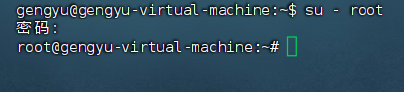 gengyu@gengyu-virtual-machine:~$ su - root
密码：
root@gengyu-virtual-machine:~#